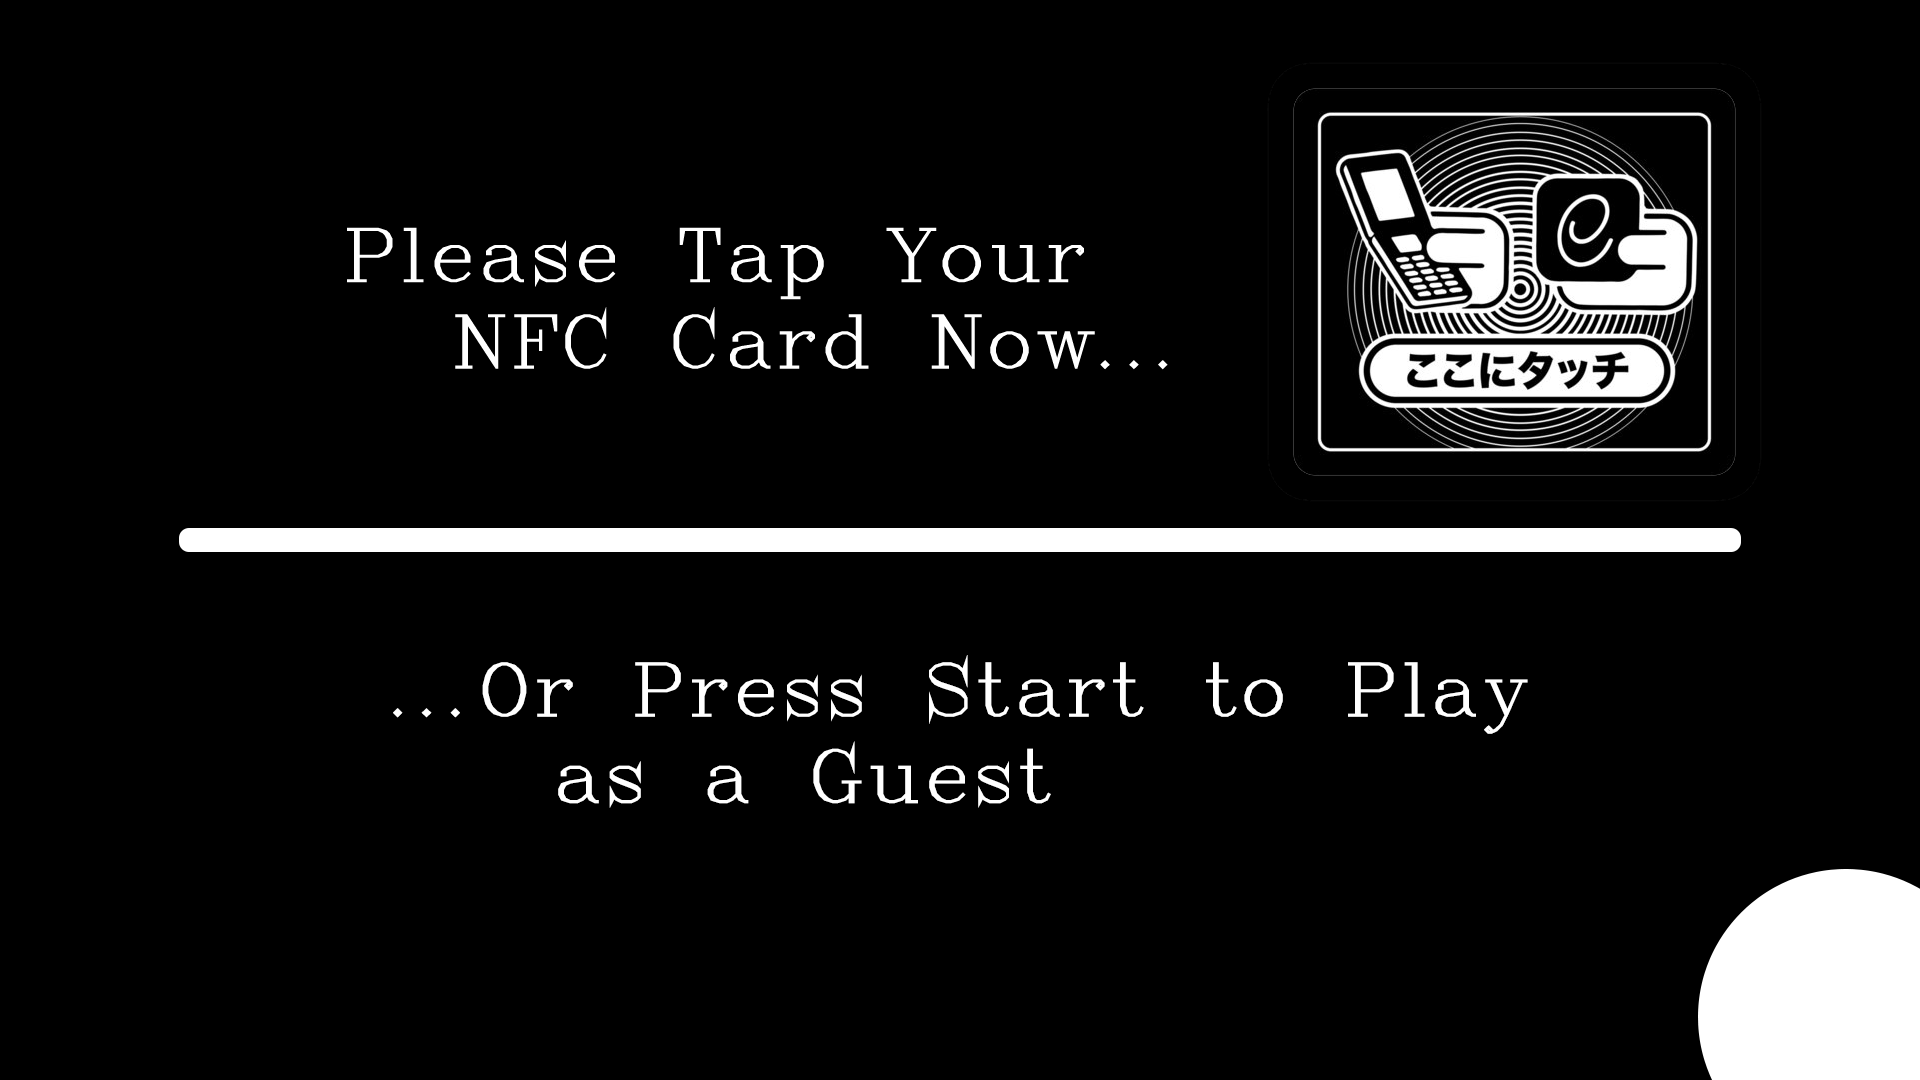 Please Tap Your
NFC Card Now...
ここにタッチ
...Or Press Start to Play
as a Guest